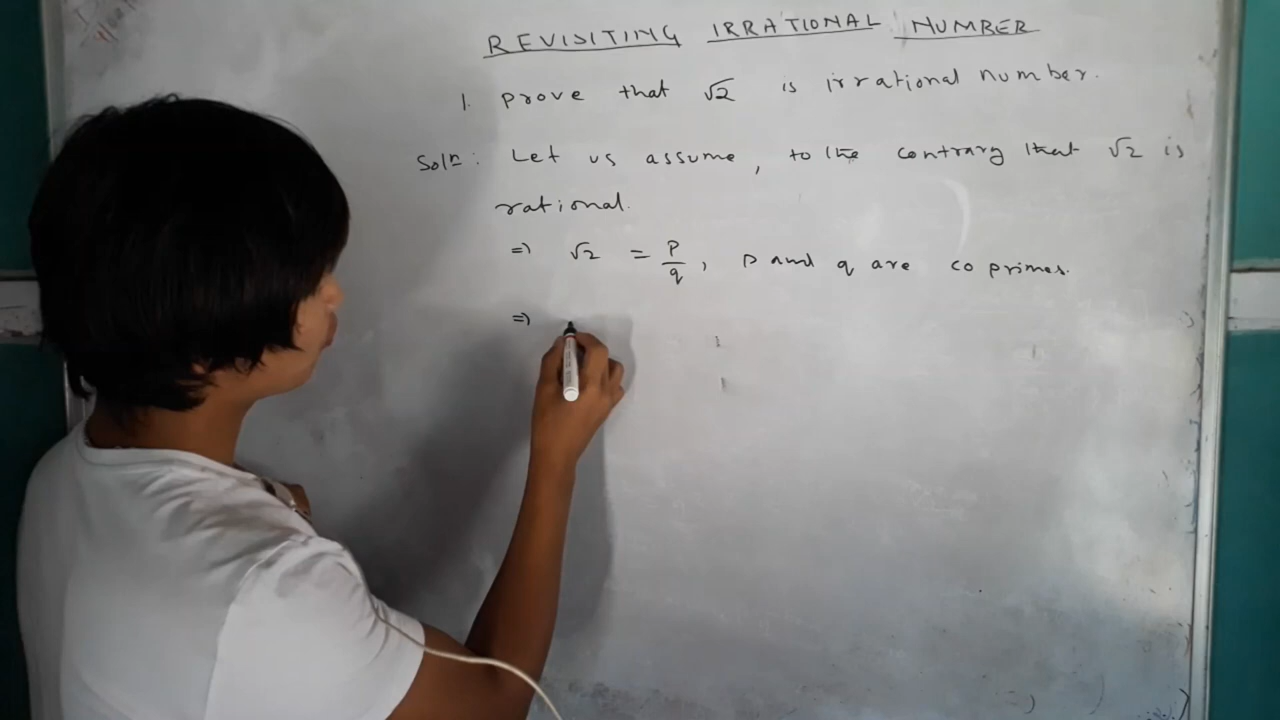 REVISITING IRRATIONAL NUMBER
1. Prove that √2 is irrational number.
Solⁿ: Let us assume, to the contrary that √2 is
rational.
=) √2 = p/q, p and q are co primes.
=)